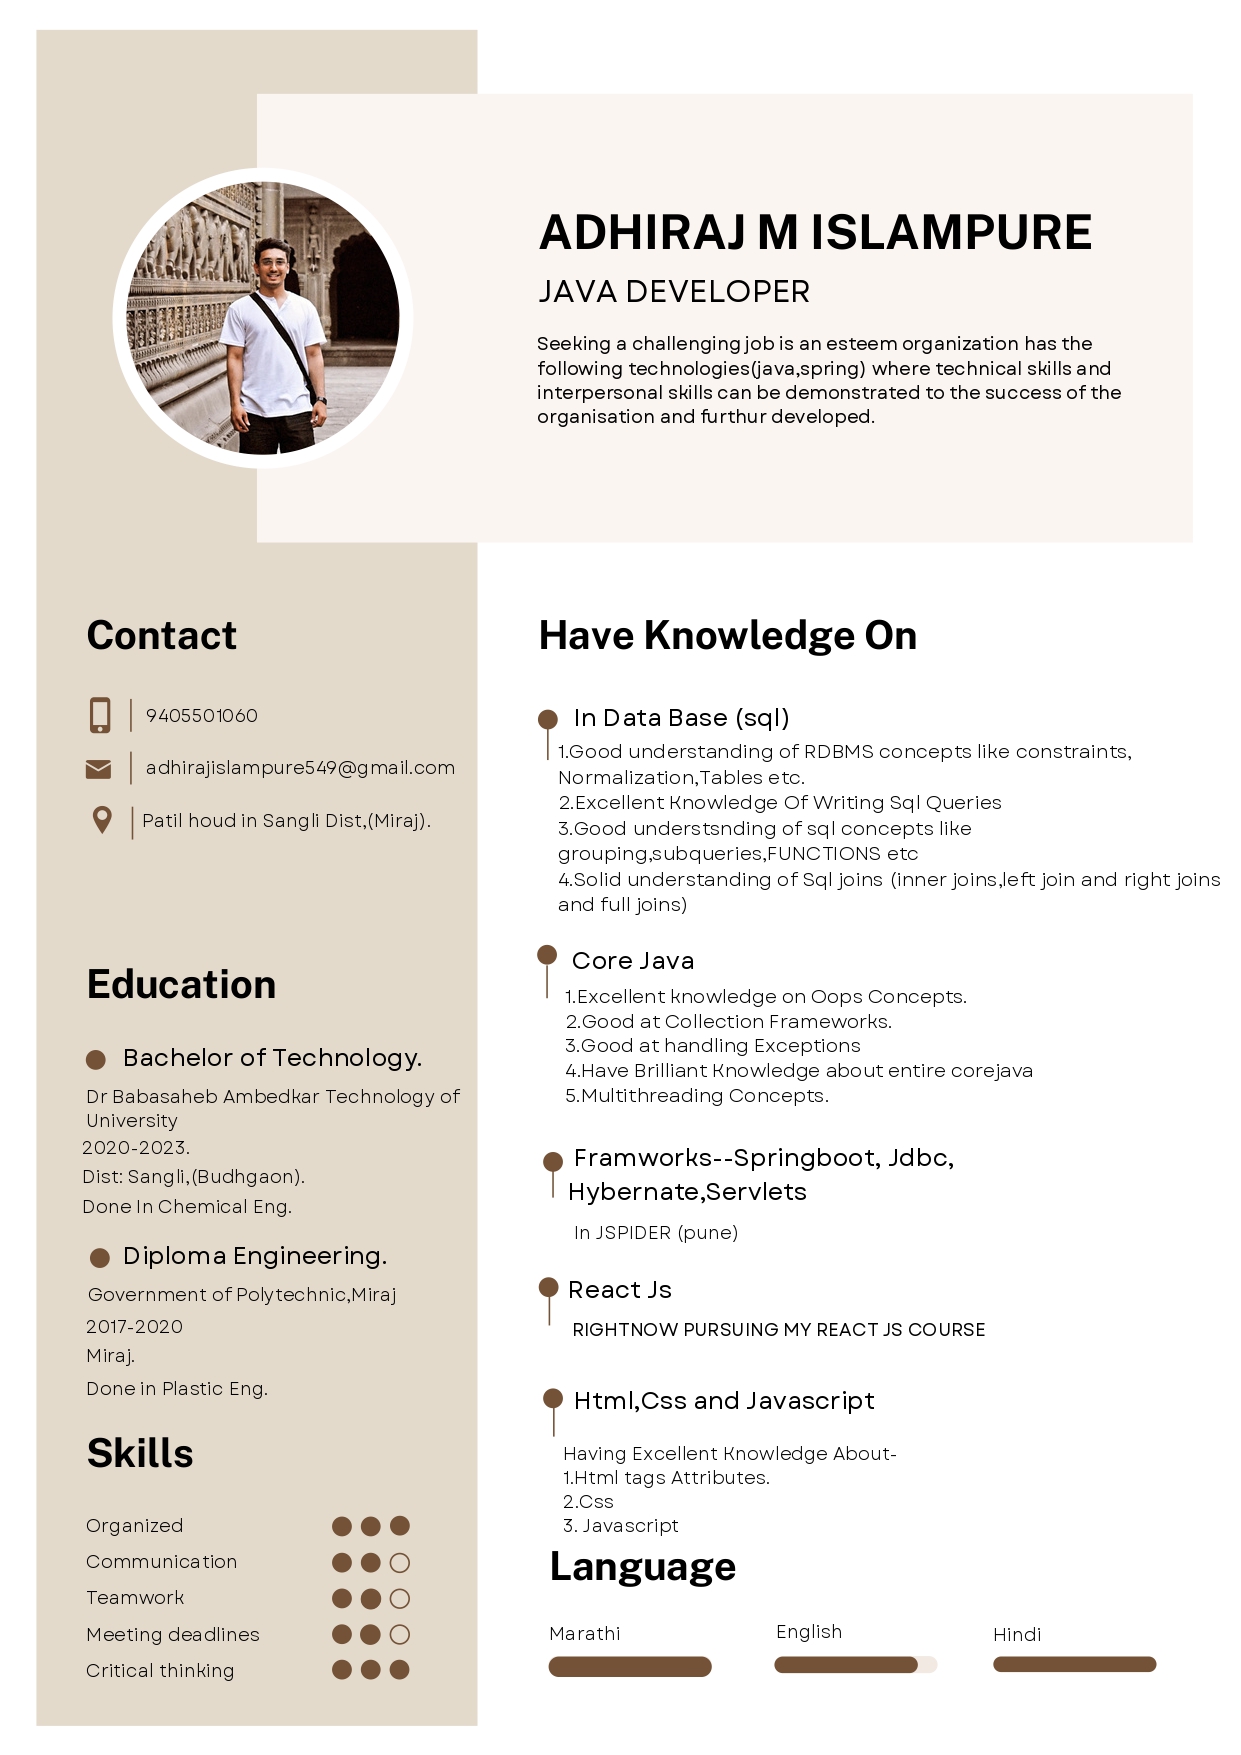 ADHIRAJ M ISLAMPURE
JAVA DEVELOPER
Seeking a challenging job is an esteem organization has the
following technologies(java,spring) where technical skills and
interpersonal skills can be demonstrated to the success of the
organisation and furthur developed.
Contact
9405501060
adhirajislampure549@gmail.com
Patil houd in Sangli Dist,(Miraj).
Education
Bachelor of Technology.
Dr Babasaheb Ambedkar Technology of
University
2020-2023.
Dist: Sangli,(Budhgaon).
Done In Chemical Eng.
Diploma Engineering.
Government of Polytechnic,Miraj
2017-2020
Miraj.
Done in Plastic Eng.
Skills
Organized
Communication
Teamwork
Meeting deadlines
Critical thinking
Have Knowledge On
In Data Base (sql)
1.Good understanding of RDBMS concepts like constraints,
Normalization,Tables etc.
2.Excellent Knowledge Of Writing Sql Queries
3.Good understsnding of sql concepts like
grouping,subqueries,FUNCTIONS etc
4.Solid understanding of Sql joins (inner joins,left join and right joins
and full joins)
Core Java
1.Excellent knowledge on Oops Concepts.
2.Good at Collection Frameworks.
3.Good at handling Exceptions
4.Have Brilliant Knowledge about entire corejava
5.Multithreading Concepts.
Framworks--Springboot, Jdbc,
Hybernate,Servlets
In JSPIDER (pune)
React Js
RIGHTNOW PURSUING MY REACT JS COURSE
Html,Css and Javascript
Having Excellent Knowledge About-
1.Html tags Attributes.
2.Css
3. Javascript
Language
Marathi
English
Hindi